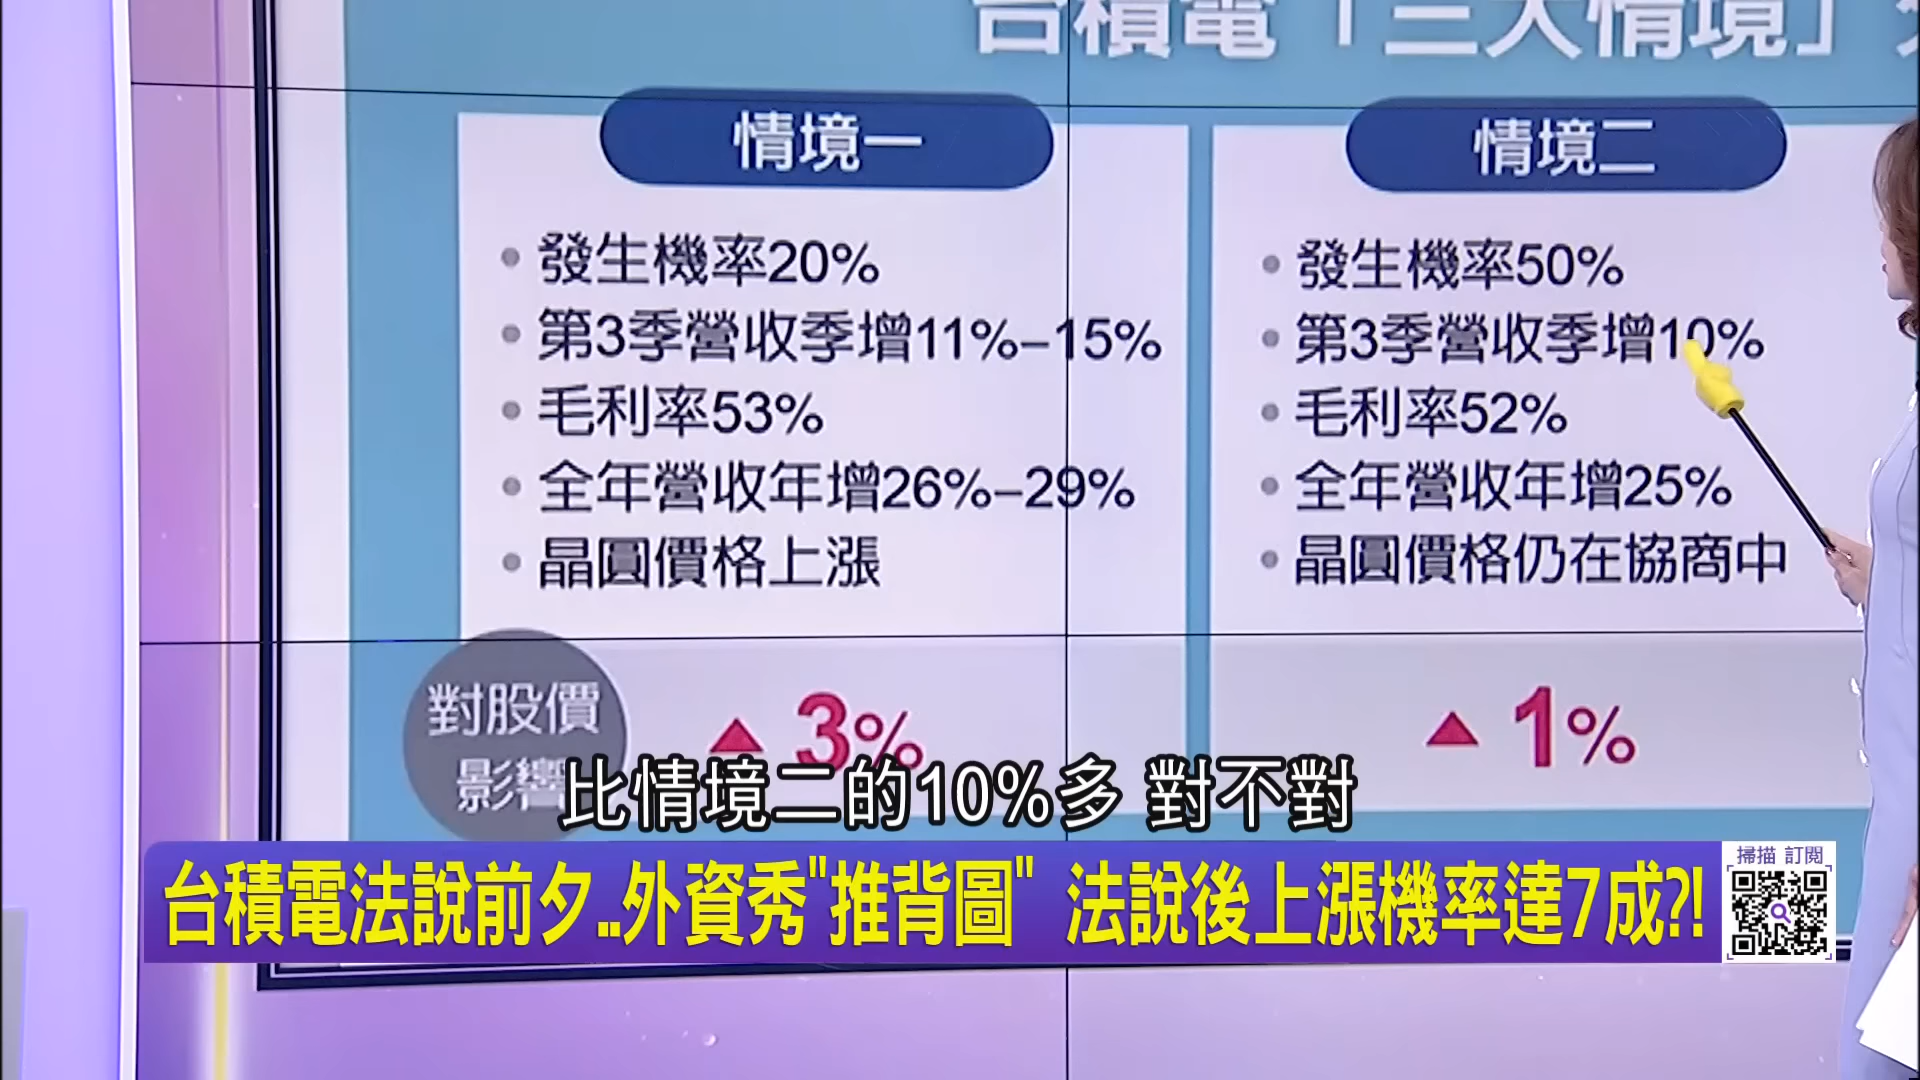 台積電「三大情境」
情境一
發生機率20%
第3季營收季增11%–15%
毛利率53%
全年營收年增26%–29%
晶圓價格上漲
情境二
發生機率50%
第3季營收季增10%
毛利率52%
全年營收年增25%
晶圓價格仍在協商中
對股價
影響
▲ 3%
▲ 1%
比情境二的10%多 對不對
台積電法說前夕..外資秀"推背圖" 法說後上漲機率達7成?!
掃描 訂閱